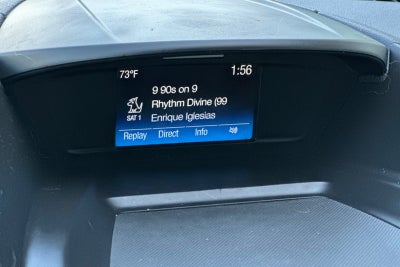 73°F 1:56
9 90s on 9
Rhythm Divine (99
SAT 1 Enrique Iglesias
Replay Direct Info